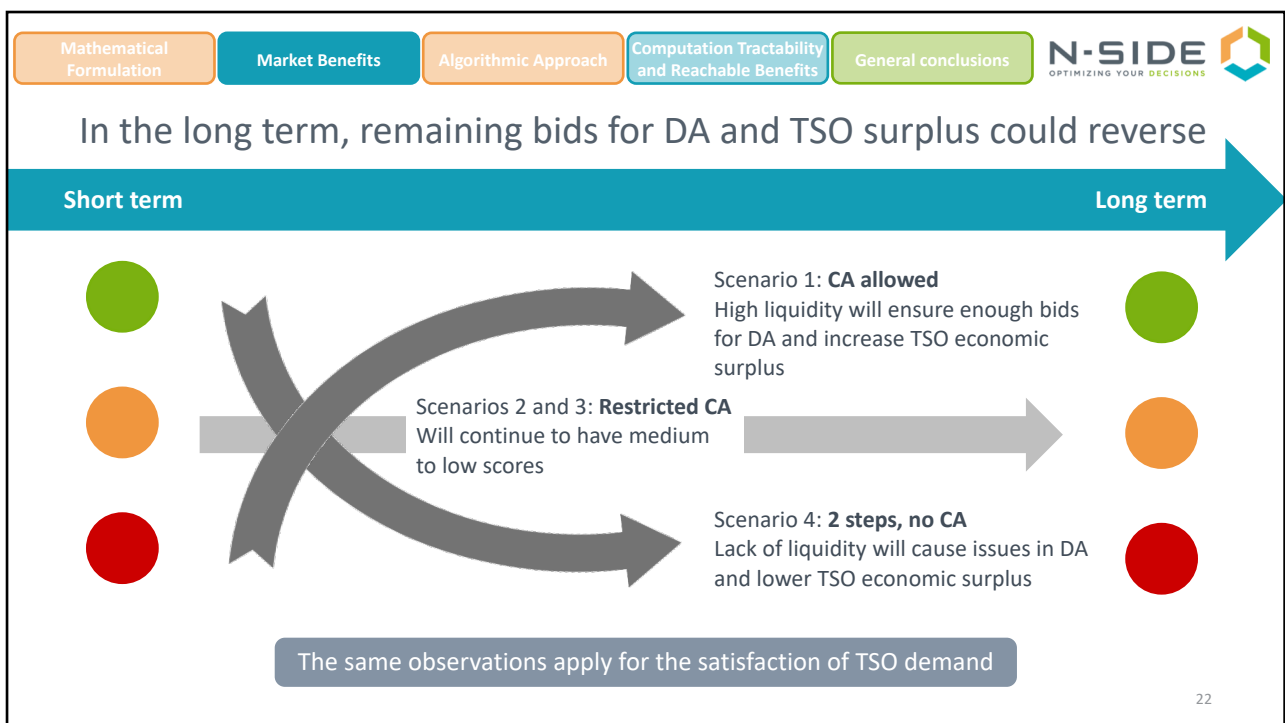 Mathematical
Formulation
Market Benefits
Algorithmic Approach
Computation Tractability
and Reachable Benefits
General conclusions
N-SIDE
OPTIMIZING YOUR DECISIONS
In the long term, remaining bids for DA and TSO surplus could reverse
Short term
Long term
Scenario 1: CA allowed
High liquidity will ensure enough bids
for DA and increase TSO economic
surplus
Scenarios 2 and 3: Restricted CA
Will continue to have medium
to low scores
Scenario 4: 2 steps, no CA
Lack of liquidity will cause issues in DA
and lower TSO economic surplus
The same observations apply for the satisfaction of TSO demand
22